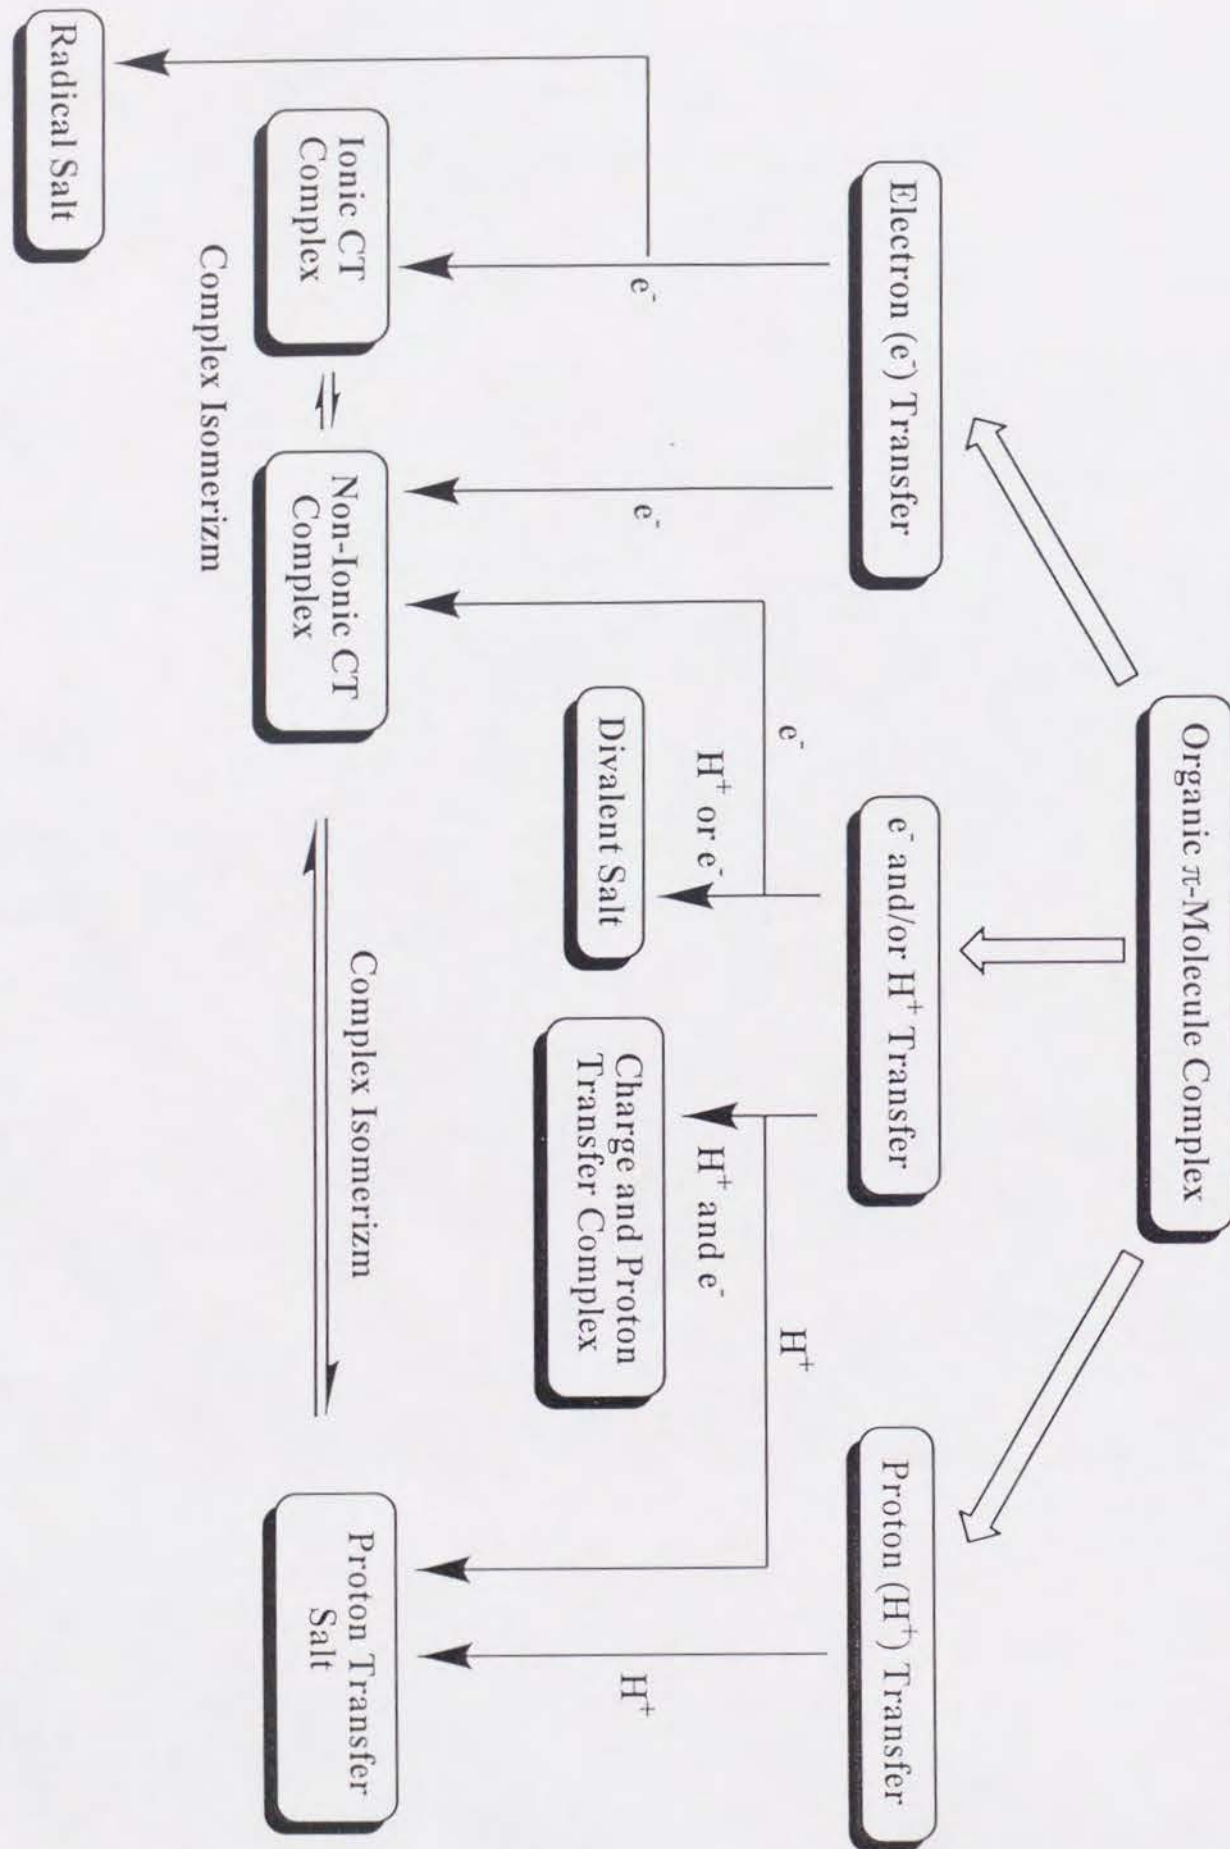 Organic π-Molecule Complex
Electron (e⁻) Transfer
e⁻ and/or H⁺ Transfer
Proton (H⁺) Transfer
e⁻
e⁻
e⁻
H⁺ or e⁻
H⁺ and e⁻
H⁺
H⁺
Divalent Salt
Charge and Proton
Transfer Complex
Ionic CT
Complex
Non-Ionic CT
Complex
Proton Transfer
Salt
Complex Isomerizm
Complex Isomerizm
Radical Salt